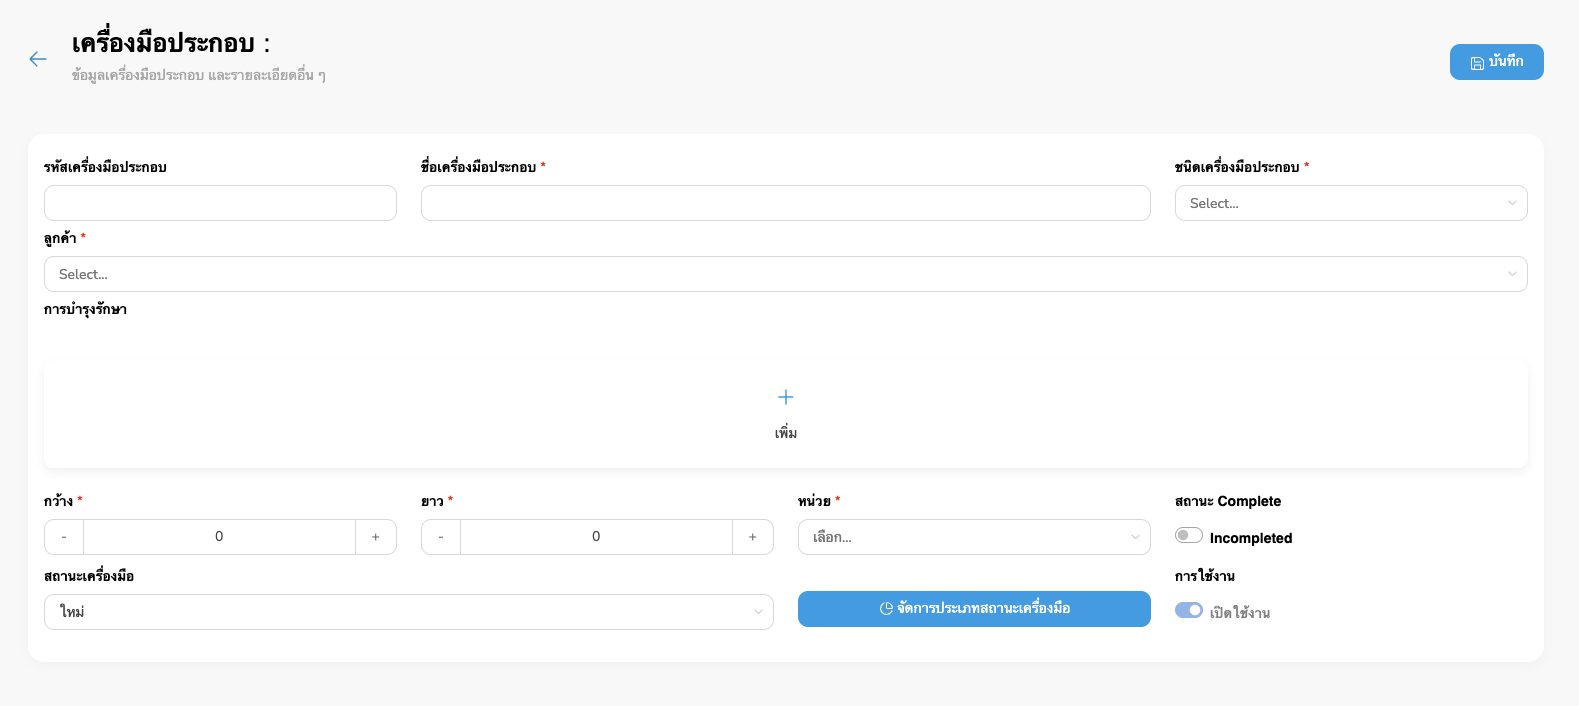 เครื่องมือประกอบ :
ข้อมูลเครื่องมือประกอบ และรายละเอียดอื่น ๆ
บันทึก
รหัสเครื่องมือประกอบ
ชื่อเครื่องมือประกอบ *
ชนิดเครื่องมือประกอบ *
Select...
ลูกค้า *
Select...
การบำรุงรักษา
+
เพิ่ม
กว้าง *
ยาว *
หน่วย *
สถานะ Complete
- 0 +
- 0 +
เลือก...
Incompleted
สถานะเครื่องมือ
การใช้งาน
ใหม่
จัดการประเภทสถานะเครื่องมือ
เปิดใช้งาน